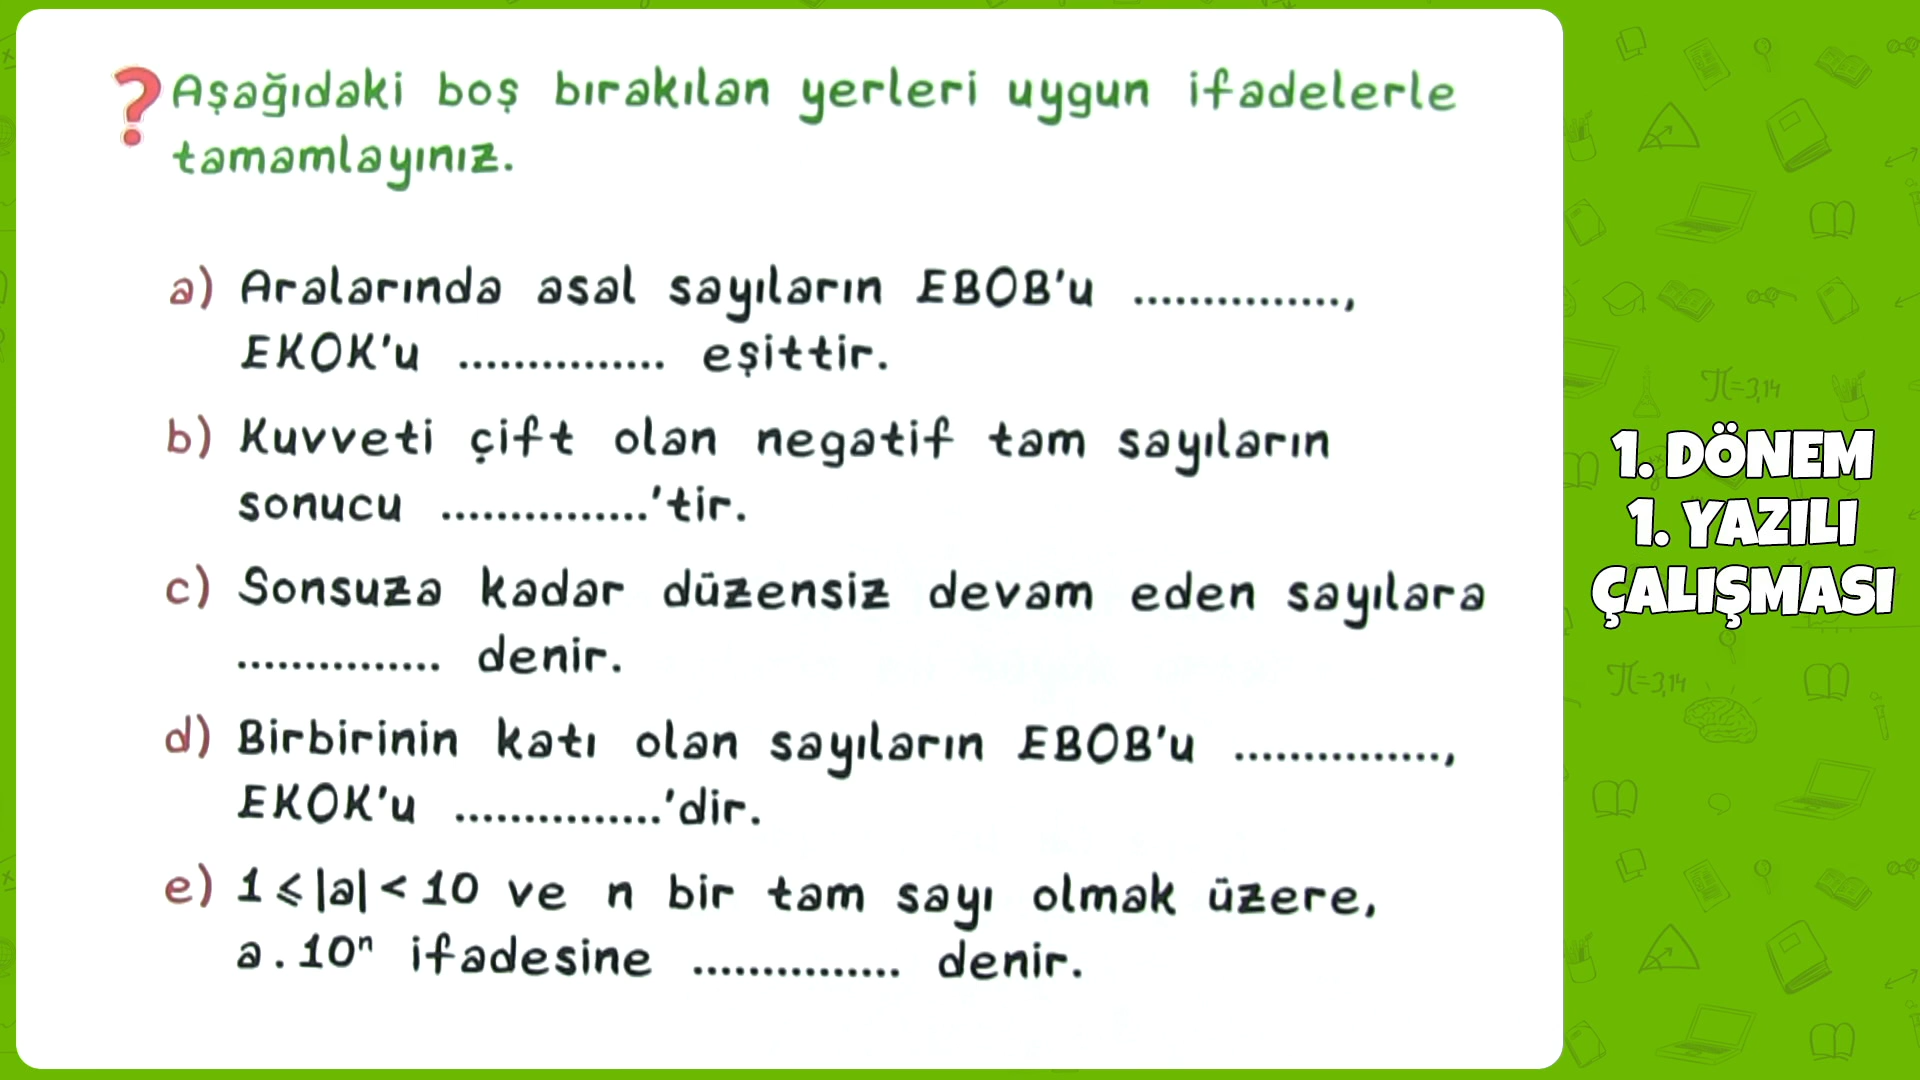 ? Aşağıdaki boş bırakılan yerleri uygun ifadelerle
tamamlayınız.
a) Aralarında asal sayıların EBOB'u ...............,
EKOK'u ............... eşittir.
b) Kuvveti çift olan negatif tam sayıların
sonucu ...............'tir.
c) Sonsuza kadar düzensiz devam eden sayılara
............... denir.
d) Birbirinin katı olan sayıların EBOB'u ...............,
EKOK'u ...............'dir.
e) 1 ⩽ |a| < 10 ve n bir tam sayı olmak üzere,
a . 10ⁿ ifadesine ............... denir.
1. DÖNEM
1. YAZILI
ÇALIŞMASI
π=3,14
π=3,14